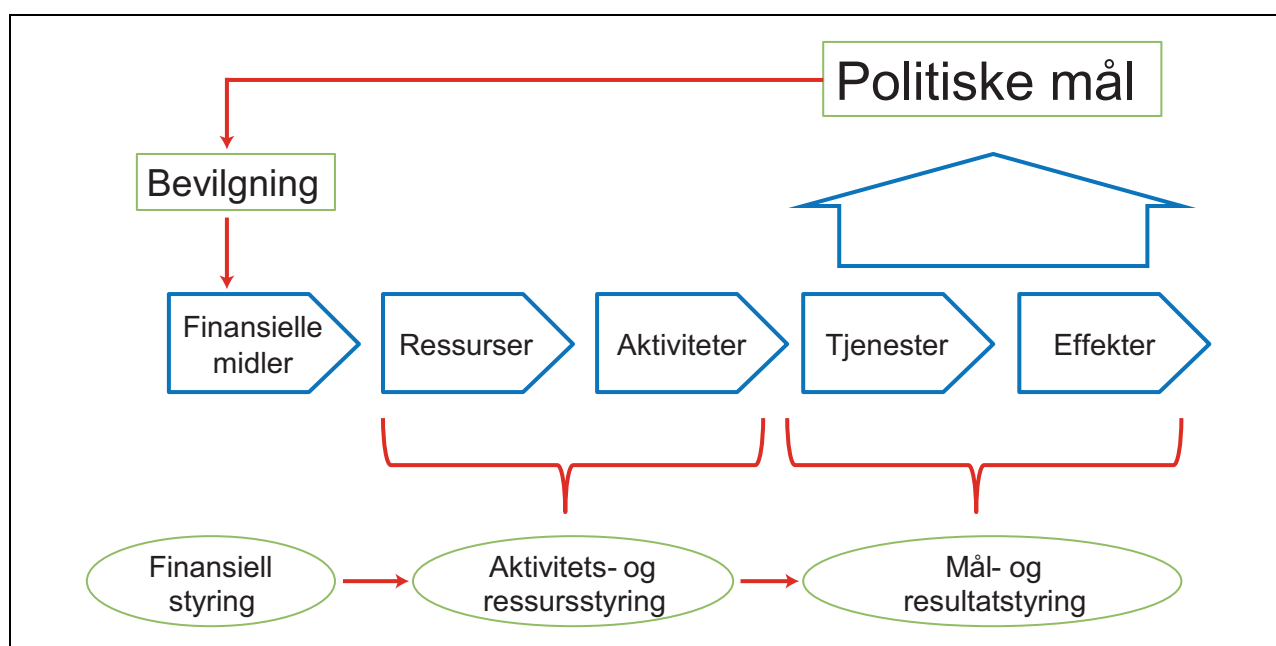 Politiske mål
Bevilgning
Finansielle
midler
Ressurser
Aktiviteter
Tjenester
Effekter
Finansiell
styring
Aktivitets- og
ressursstyring
Mål- og
resultatstyring